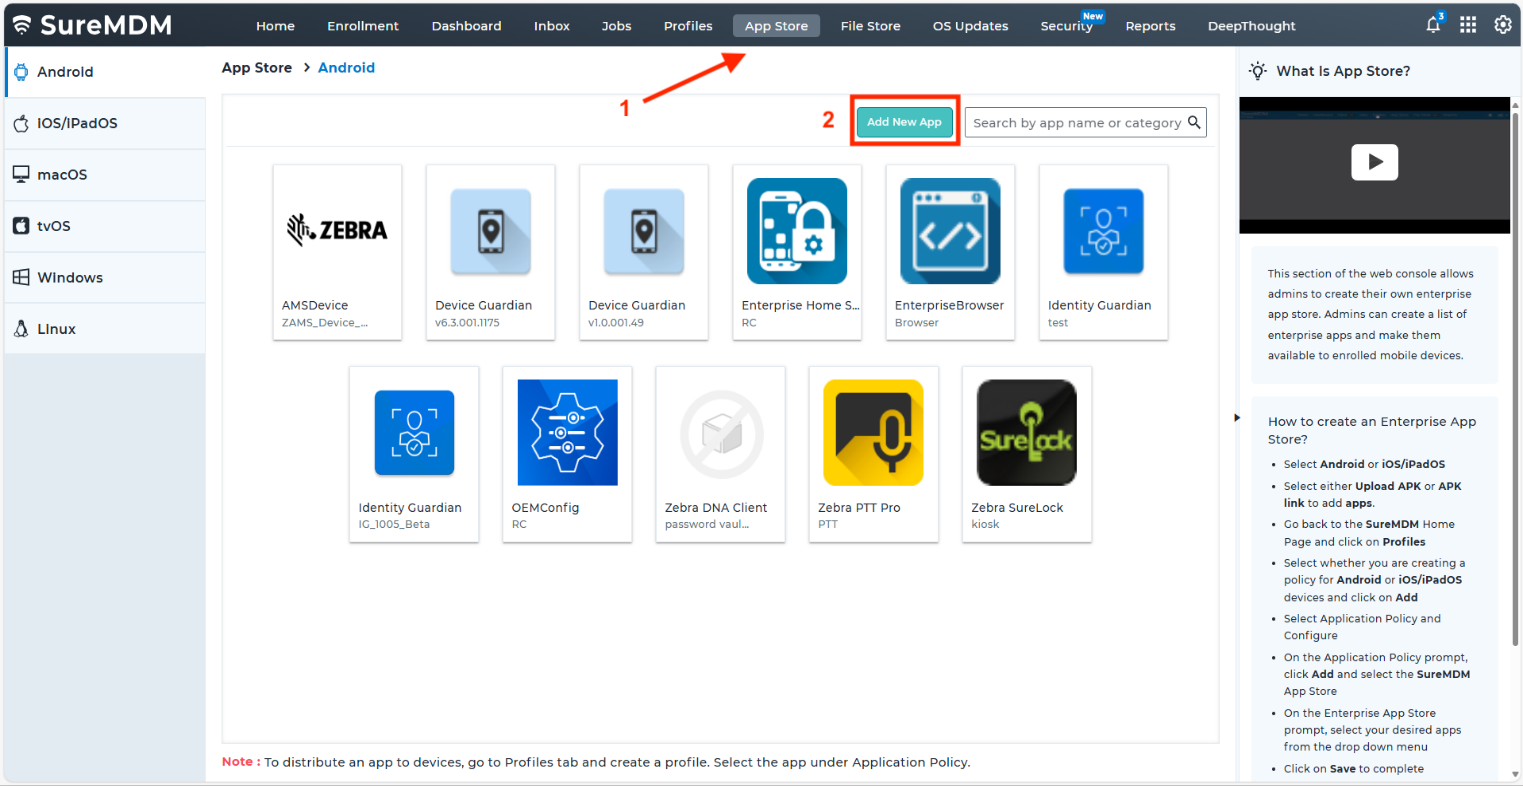 SureMDM
Home Enrollment Dashboard Inbox Jobs Profiles App Store File Store OS Updates Security New Reports DeepThought 3
Android
iOS/iPadOS
macOS
tvOS
Windows
Linux
App Store > Android
1
2
Add New App
Search by app name or category
ZEBRA
AMSDevice
ZAMS_Device_...
Device Guardian
v6.3.001.1175
Device Guardian
v1.0.001.49
Enterprise Home S...
RC
EnterpriseBrowser
Browser
Identity Guardian
test
Identity Guardian
IG_1005_Beta
OEMConfig
RC
Zebra DNA Client
password vaul...
Zebra PTT Pro
PTT
SureLock
Zebra SureLock
kiosk
Note : To distribute an app to devices, go to Profiles tab and create a profile. Select the app under Application Policy.
What Is App Store?
This section of the web console allows
admins to create their own enterprise
app store. Admins can create a list of
enterprise apps and make them
available to enrolled mobile devices.
How to create an Enterprise App
Store?
• Select Android or iOS/iPadOS
• Select either Upload APK or APK
link to add apps.
• Go back to the SureMDM Home
Page and click on Profiles
• Select whether you are creating a
policy for Android or iOS/iPadOS
devices and click on Add
• Select Application Policy and
Configure
• On the Application Policy prompt,
click Add and select the SureMDM
App Store
• On the Enterprise App Store
prompt, select your desired apps
from the drop down menu
• Click on Save to complete